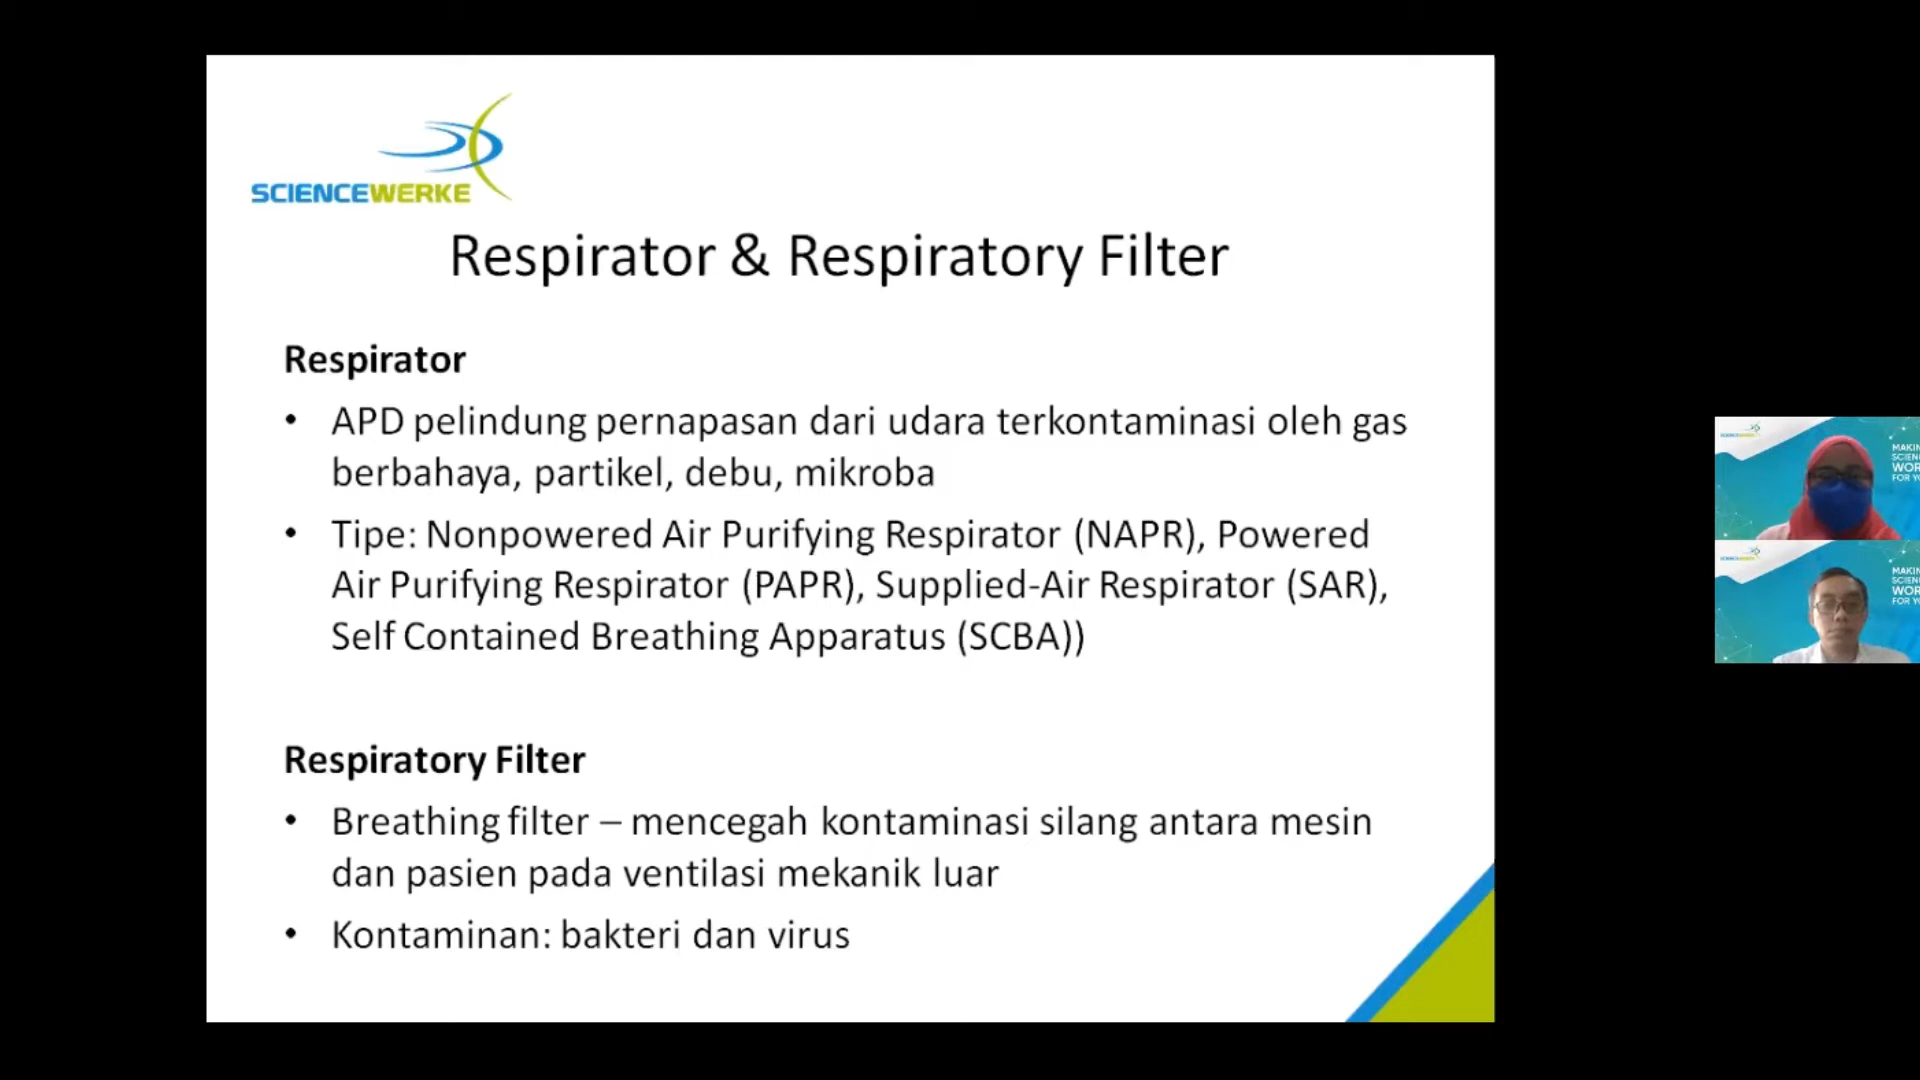 SCIENCEWERKE
Respirator & Respiratory Filter
Respirator
• APD pelindung pernapasan dari udara terkontaminasi oleh gas
berbahaya, partikel, debu, mikroba
• Tipe: Nonpowered Air Purifying Respirator (NAPR), Powered
Air Purifying Respirator (PAPR), Supplied-Air Respirator (SAR),
Self Contained Breathing Apparatus (SCBA))
Respiratory Filter
• Breathing filter – mencegah kontaminasi silang antara mesin
dan pasien pada ventilasi mekanik luar
• Kontaminan: bakteri dan virus